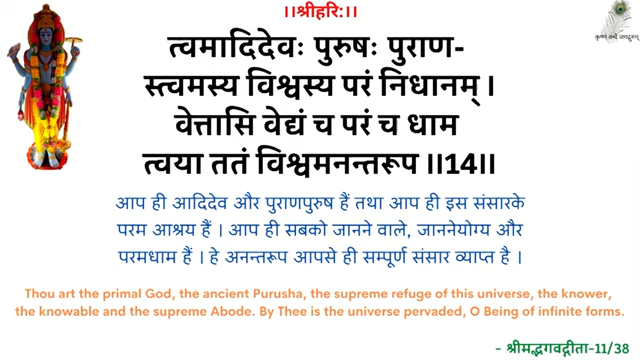 ।।श्रीहरिः।।
कृष्णं वन्दे जगद्गुरुम्
त्वमादिदेवः पुरुषः पुराण-
स्त्वमस्य विश्वस्य परं निधानम् ।
वेत्तासि वेद्यं च परं च धाम
त्वया ततं विश्वमनन्तरूप ।।14।।
आप ही आदिदेव और पुराणपुरुष हैं तथा आप ही इस संसारके
परम आश्रय हैं । आप ही सबको जानने वाले, जाननेयोग्य और
परमधाम हैं । हे अनन्तरूप आपसे ही सम्पूर्ण संसार व्याप्त है ।
Thou art the primal God, the ancient Purusha, the supreme refuge of this universe, the knower,
the knowable and the supreme Abode. By Thee is the universe pervaded, O Being of infinite forms.
- श्रीमद्भगवद्गीता-11/38